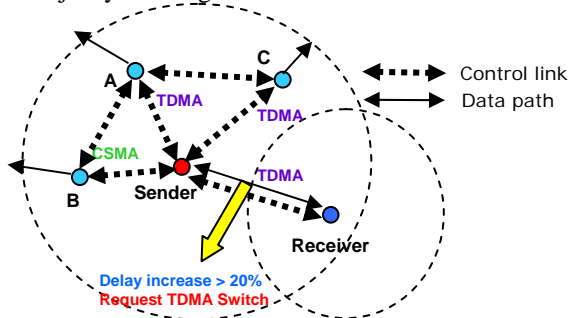 C
A
Control link
TDMA
Data path
TDMA
CSMA
TDMA
B
Sender
Receiver
Delay increase > 20%
Request TDMA Switch